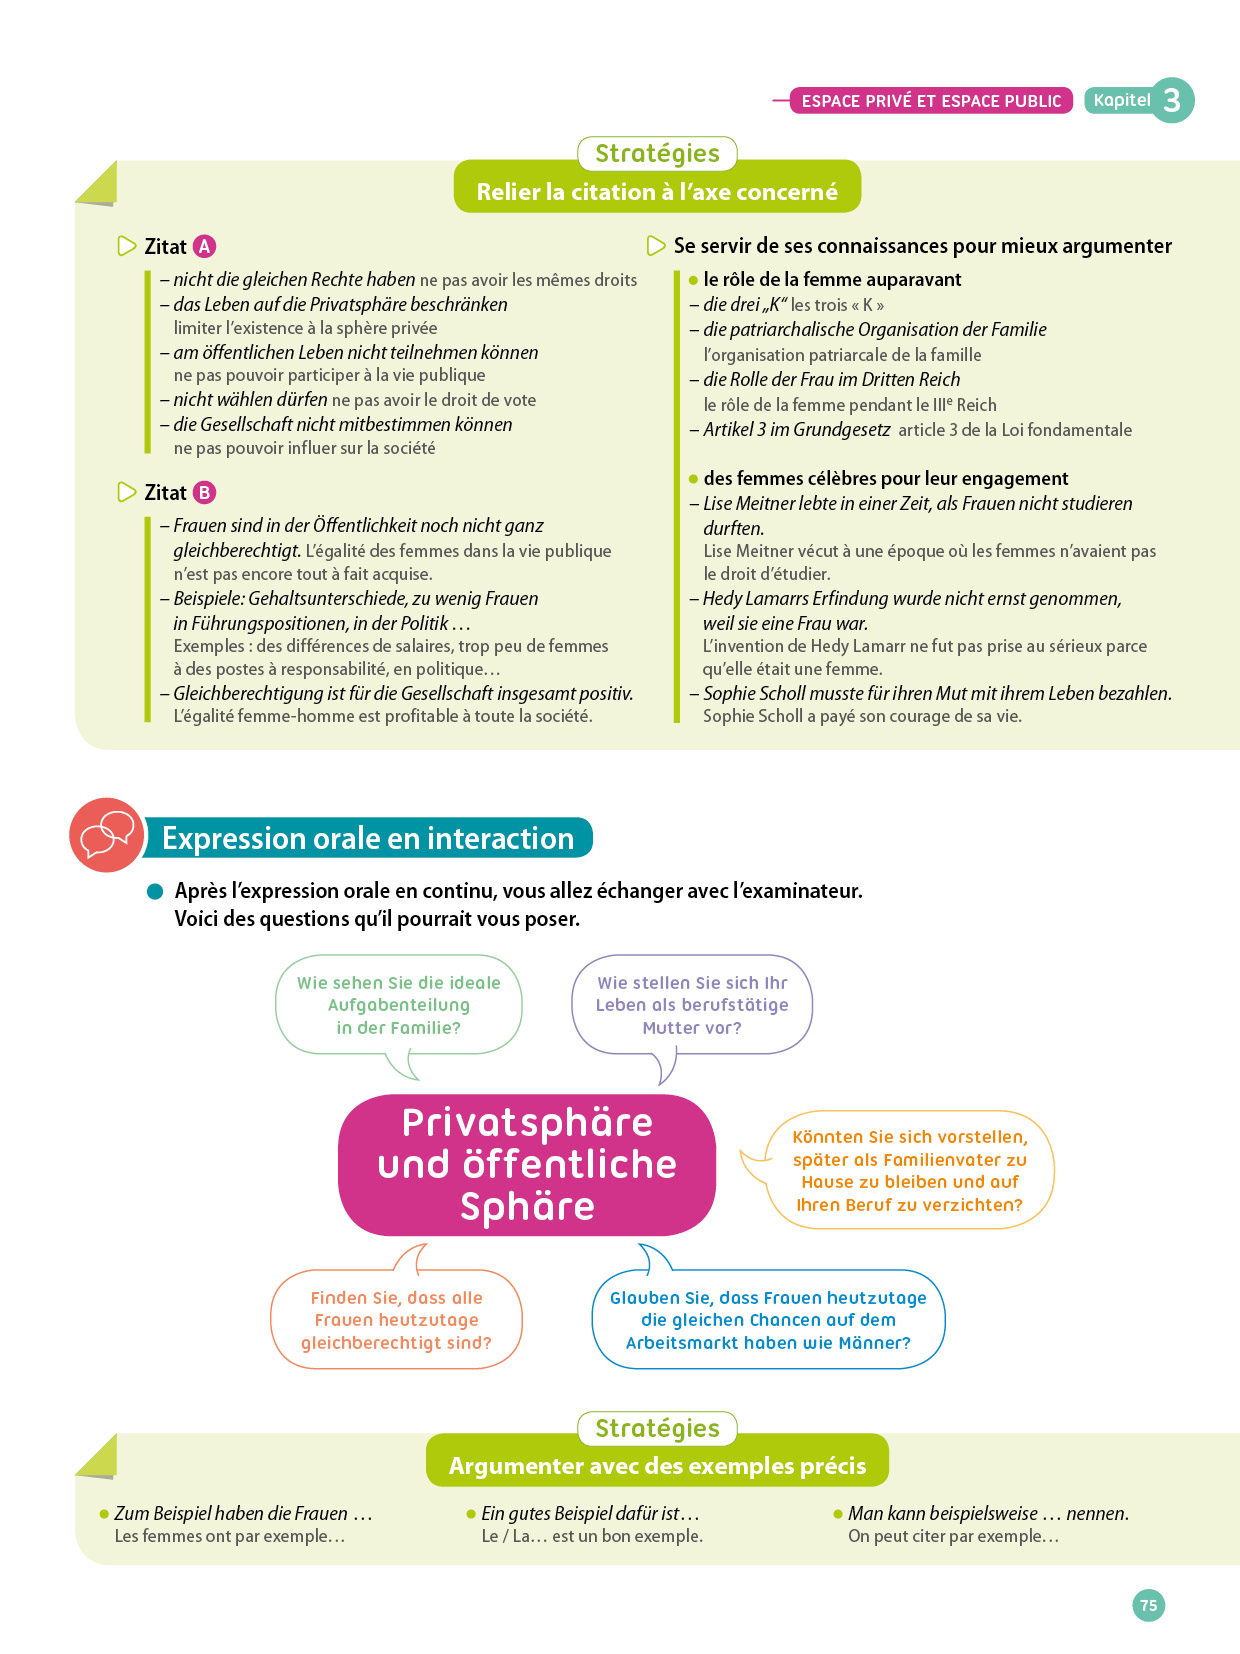 ESPACE PRIVÉ ET ESPACE PUBLIC
Kapitel 3
Stratégies
Relier la citation à l'axe concerné
Zitat A
– nicht die gleichen Rechte haben ne pas avoir les mêmes droits
– das Leben auf die Privatsphäre beschränken
limiter l'existence à la sphère privée
– am öffentlichen Leben nicht teilnehmen können
ne pas pouvoir participer à la vie publique
– nicht wählen dürfen ne pas avoir le droit de vote
– die Gesellschaft nicht mitbestimmen können
ne pas pouvoir influer sur la société
Zitat B
– Frauen sind in der Öffentlichkeit noch nicht ganz
gleichberechtigt. L'égalité des femmes dans la vie publique
n'est pas encore tout à fait acquise.
– Beispiele: Gehaltsunterschiede, zu wenig Frauen
in Führungspositionen, in der Politik …
Exemples : des différences de salaires, trop peu de femmes
à des postes à responsabilité, en politique…
– Gleichberechtigung ist für die Gesellschaft insgesamt positiv.
L'égalité femme-homme est profitable à toute la société.
Se servir de ses connaissances pour mieux argumenter
● le rôle de la femme auparavant
– die drei „K“ les trois « K »
– die patriarchalische Organisation der Familie
l'organisation patriarcale de la famille
– die Rolle der Frau im Dritten Reich
le rôle de la femme pendant le IIIe Reich
– Artikel 3 im Grundgesetz article 3 de la Loi fondamentale
● des femmes célèbres pour leur engagement
– Lise Meitner lebte in einer Zeit, als Frauen nicht studieren
durften.
Lise Meitner vécut à une époque où les femmes n'avaient pas
le droit d'étudier.
– Hedy Lamarrs Erfindung wurde nicht ernst genommen,
weil sie eine Frau war.
L'invention de Hedy Lamarr ne fut pas prise au sérieux parce
qu'elle était une femme.
– Sophie Scholl musste für ihren Mut mit ihrem Leben bezahlen.
Sophie Scholl a payé son courage de sa vie.
Expression orale en interaction
● Après l'expression orale en continu, vous allez échanger avec l'examinateur.
Voici des questions qu'il pourrait vous poser.
Wie sehen Sie die ideale
Aufgabenteilung
in der Familie?
Wie stellen Sie sich Ihr
Leben als berufstätige
Mutter vor?
Privatsphäre
und öffentliche
Sphäre
Könnten Sie sich vorstellen,
später als Familienvater zu
Hause zu bleiben und auf
Ihren Beruf zu verzichten?
Finden Sie, dass alle
Frauen heutzutage
gleichberechtigt sind?
Glauben Sie, dass Frauen heutzutage
die gleichen Chancen auf dem
Arbeitsmarkt haben wie Männer?
Stratégies
Argumenter avec des exemples précis
● Zum Beispiel haben die Frauen …
Les femmes ont par exemple…
● Ein gutes Beispiel dafür ist…
Le / La… est un bon exemple.
● Man kann beispielsweise … nennen.
On peut citer par exemple…
75